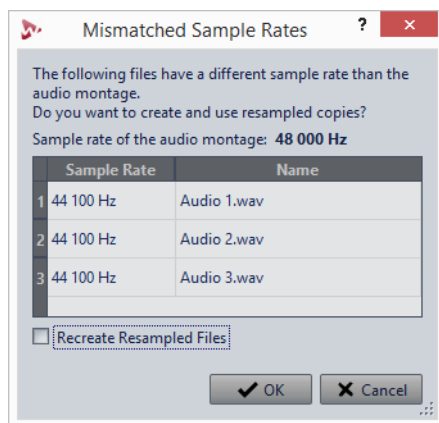 Mismatched Sample Rates ?
The following files have a different sample rate than the
audio montage.
Do you want to create and use resampled copies?
Sample rate of the audio montage: 48 000 Hz
Sample Rate Name
1 44 100 Hz Audio 1.wav
2 44 100 Hz Audio 2.wav
3 44 100 Hz Audio 3.wav
Recreate Resampled Files
OK Cancel